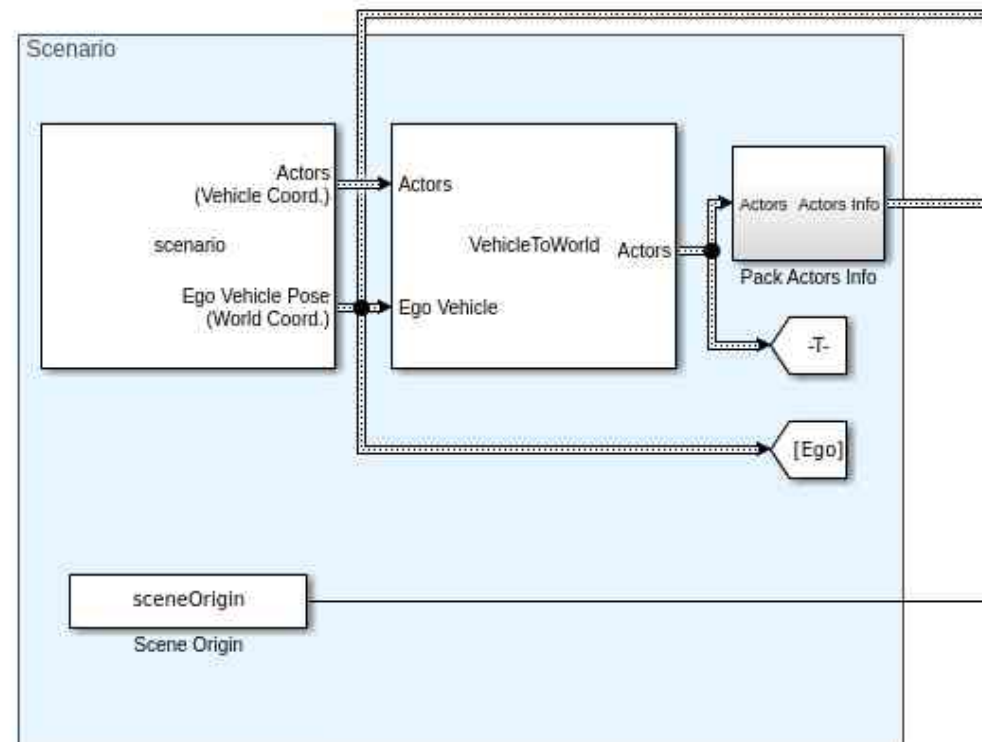 Scenario
Actors
(Vehicle Coord.)
scenario
Ego Vehicle Pose
(World Coord.)
Actors
VehicleToWorld
Actors
Ego Vehicle
Actors Actors Info
Pack Actors Info
-T-
[Ego]
sceneOrigin
Scene Origin